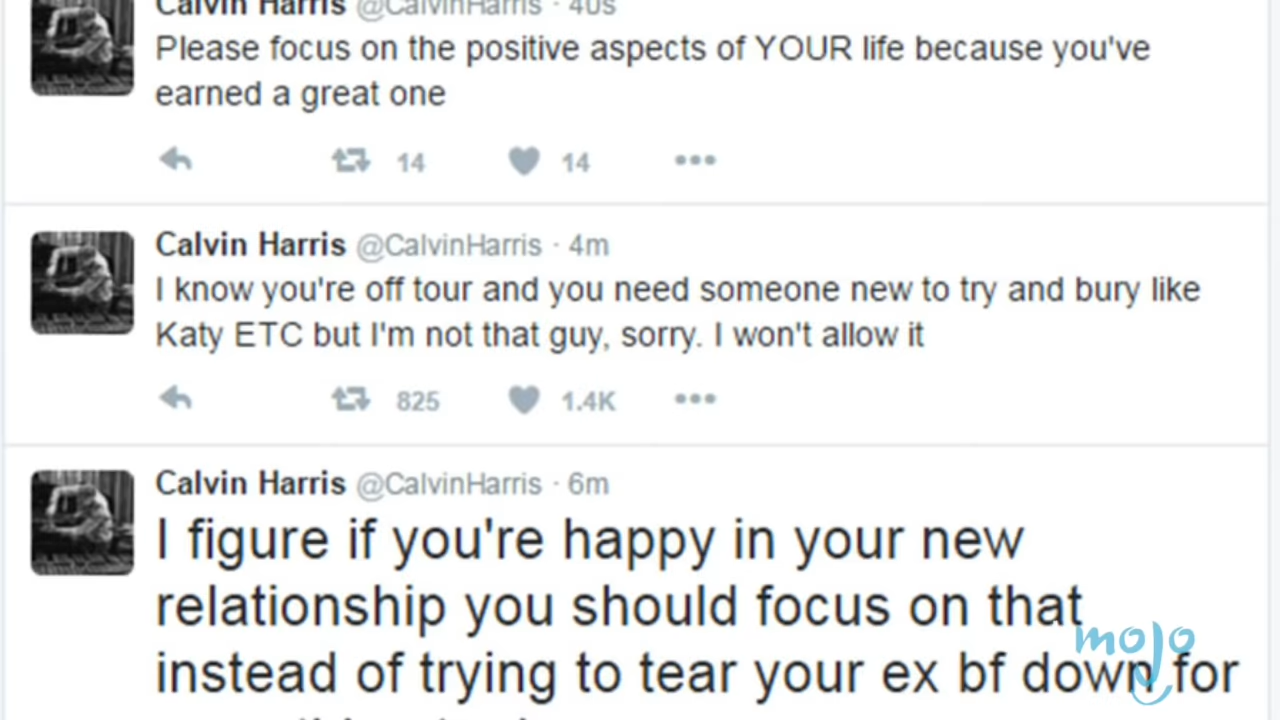 Calvin Harris @CalvinHarris · 40s
Please focus on the positive aspects of YOUR life because you've
earned a great one
14 14
Calvin Harris @CalvinHarris · 4m
I know you're off tour and you need someone new to try and bury like
Katy ETC but I'm not that guy, sorry. I won't allow it
825 1.4K
Calvin Harris @CalvinHarris · 6m
I figure if you're happy in your new
relationship you should focus on that
instead of trying to tear your ex bf down for
mojo